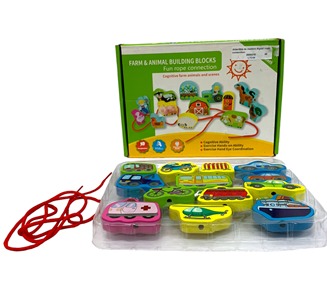 FARM & ANIMAL BUILDING BLOCKS
Fun rope connection
Cognitive farm animals and scenes
• Cognitive Ability
• Exercise Hands-on Ability
• Exercise Hand Eye Coordination